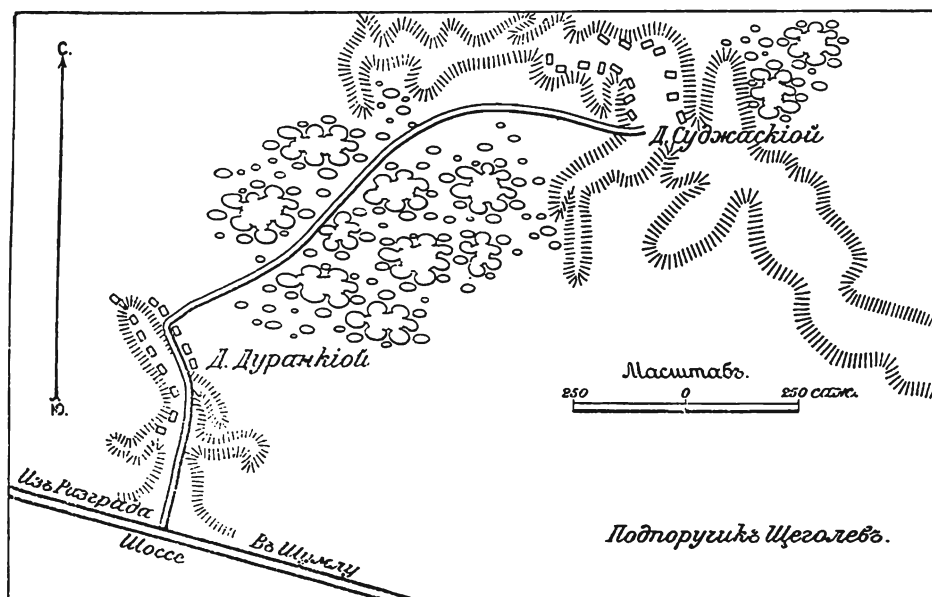 С.
Д. Суджаскіой
Д. Дуранкіой
Масштабъ.
250 0 250 саж.
Ю.
Изъ Разграда
Шоссе
Въ Шумлу
Подпоручикъ Щеголевъ.